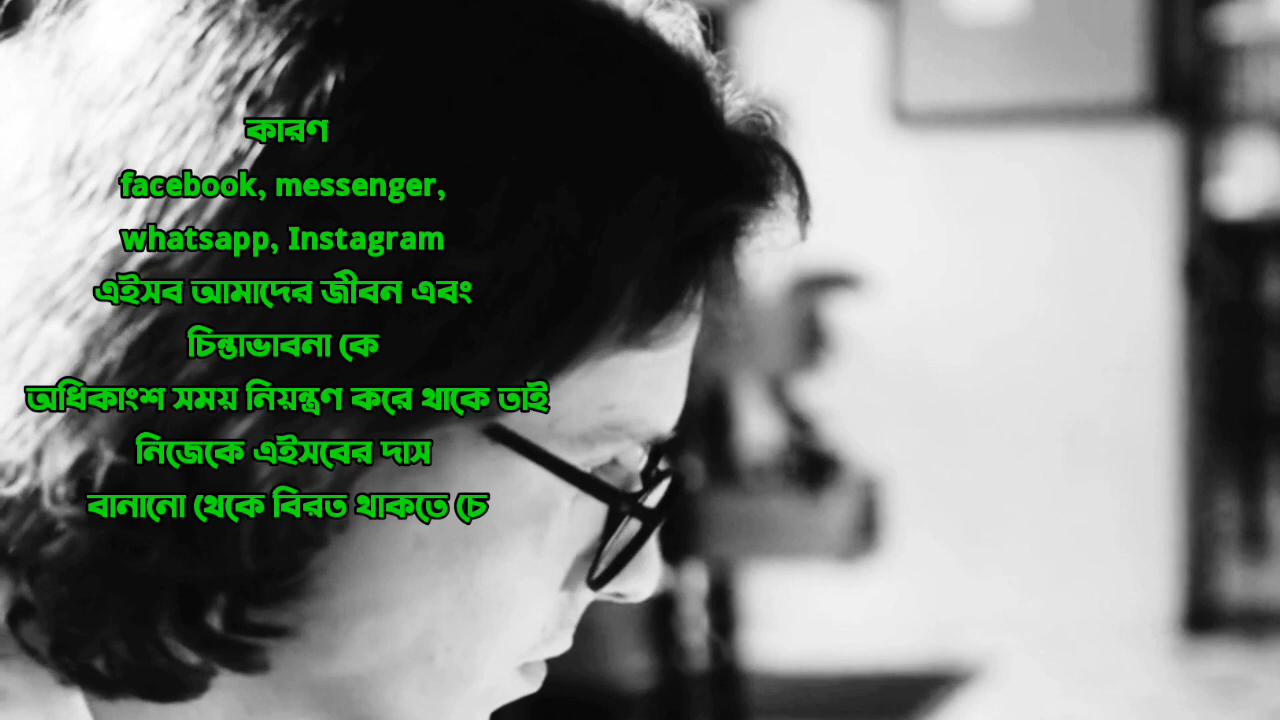 কারণ
facebook, messenger,
whatsapp, Instagram
এইসব আমাদের জীবন এবং
চিন্তাভাবনা কে
অধিকাংশ সময় নিয়ন্ত্রণ করে থাকে তাই
নিজেকে এইসবের দাস
বানানো থেকে বিরত থাকতে চে